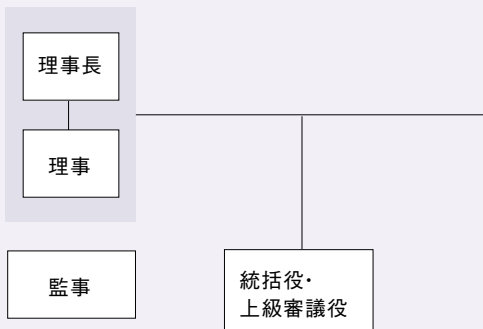 理事長
理事
監事
統括役・
上級審議役